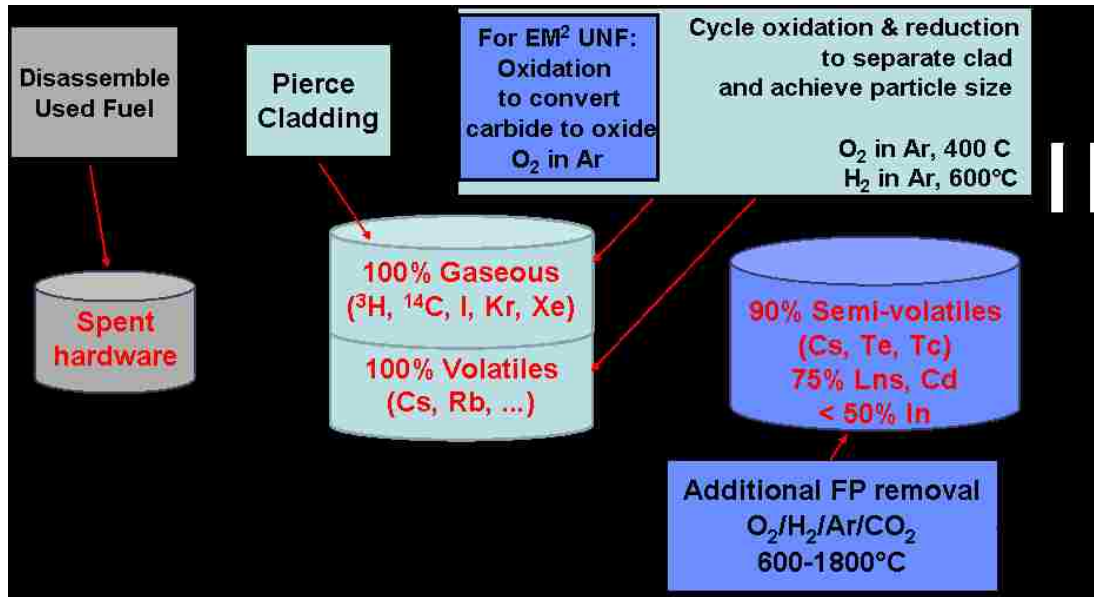 Disassemble
Used Fuel
Pierce
Cladding
For EM² UNF:
Oxidation
to convert
carbide to oxide
O₂ in Ar
Cycle oxidation & reduction
to separate clad
and achieve particle size
O₂ in Ar, 400 C
H₂ in Ar, 600°C
Spent
hardware
100% Gaseous
(³H, ¹⁴C, I, Kr, Xe)
100% Volatiles
(Cs, Rb, ...)
90% Semi-volatiles
(Cs, Te, Tc)
75% Lns, Cd
< 50% In
Additional FP removal
O₂/H₂/Ar/CO₂
600-1800°C